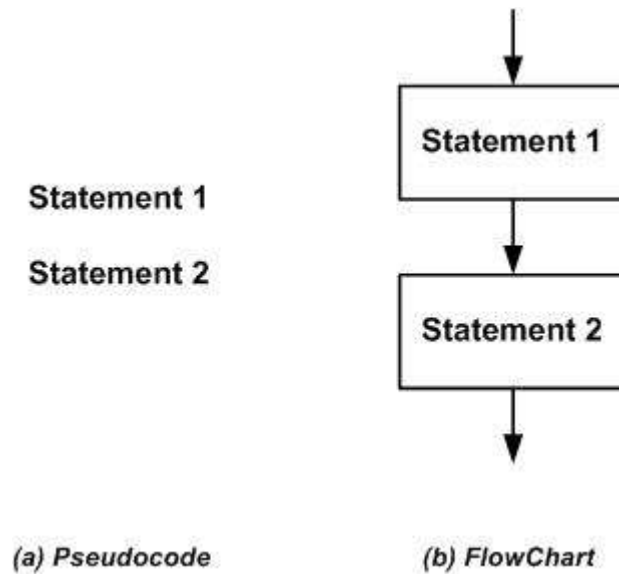 Statement 1
Statement 2
(a) Pseudocode
Statement 1
Statement 2
(b) FlowChart